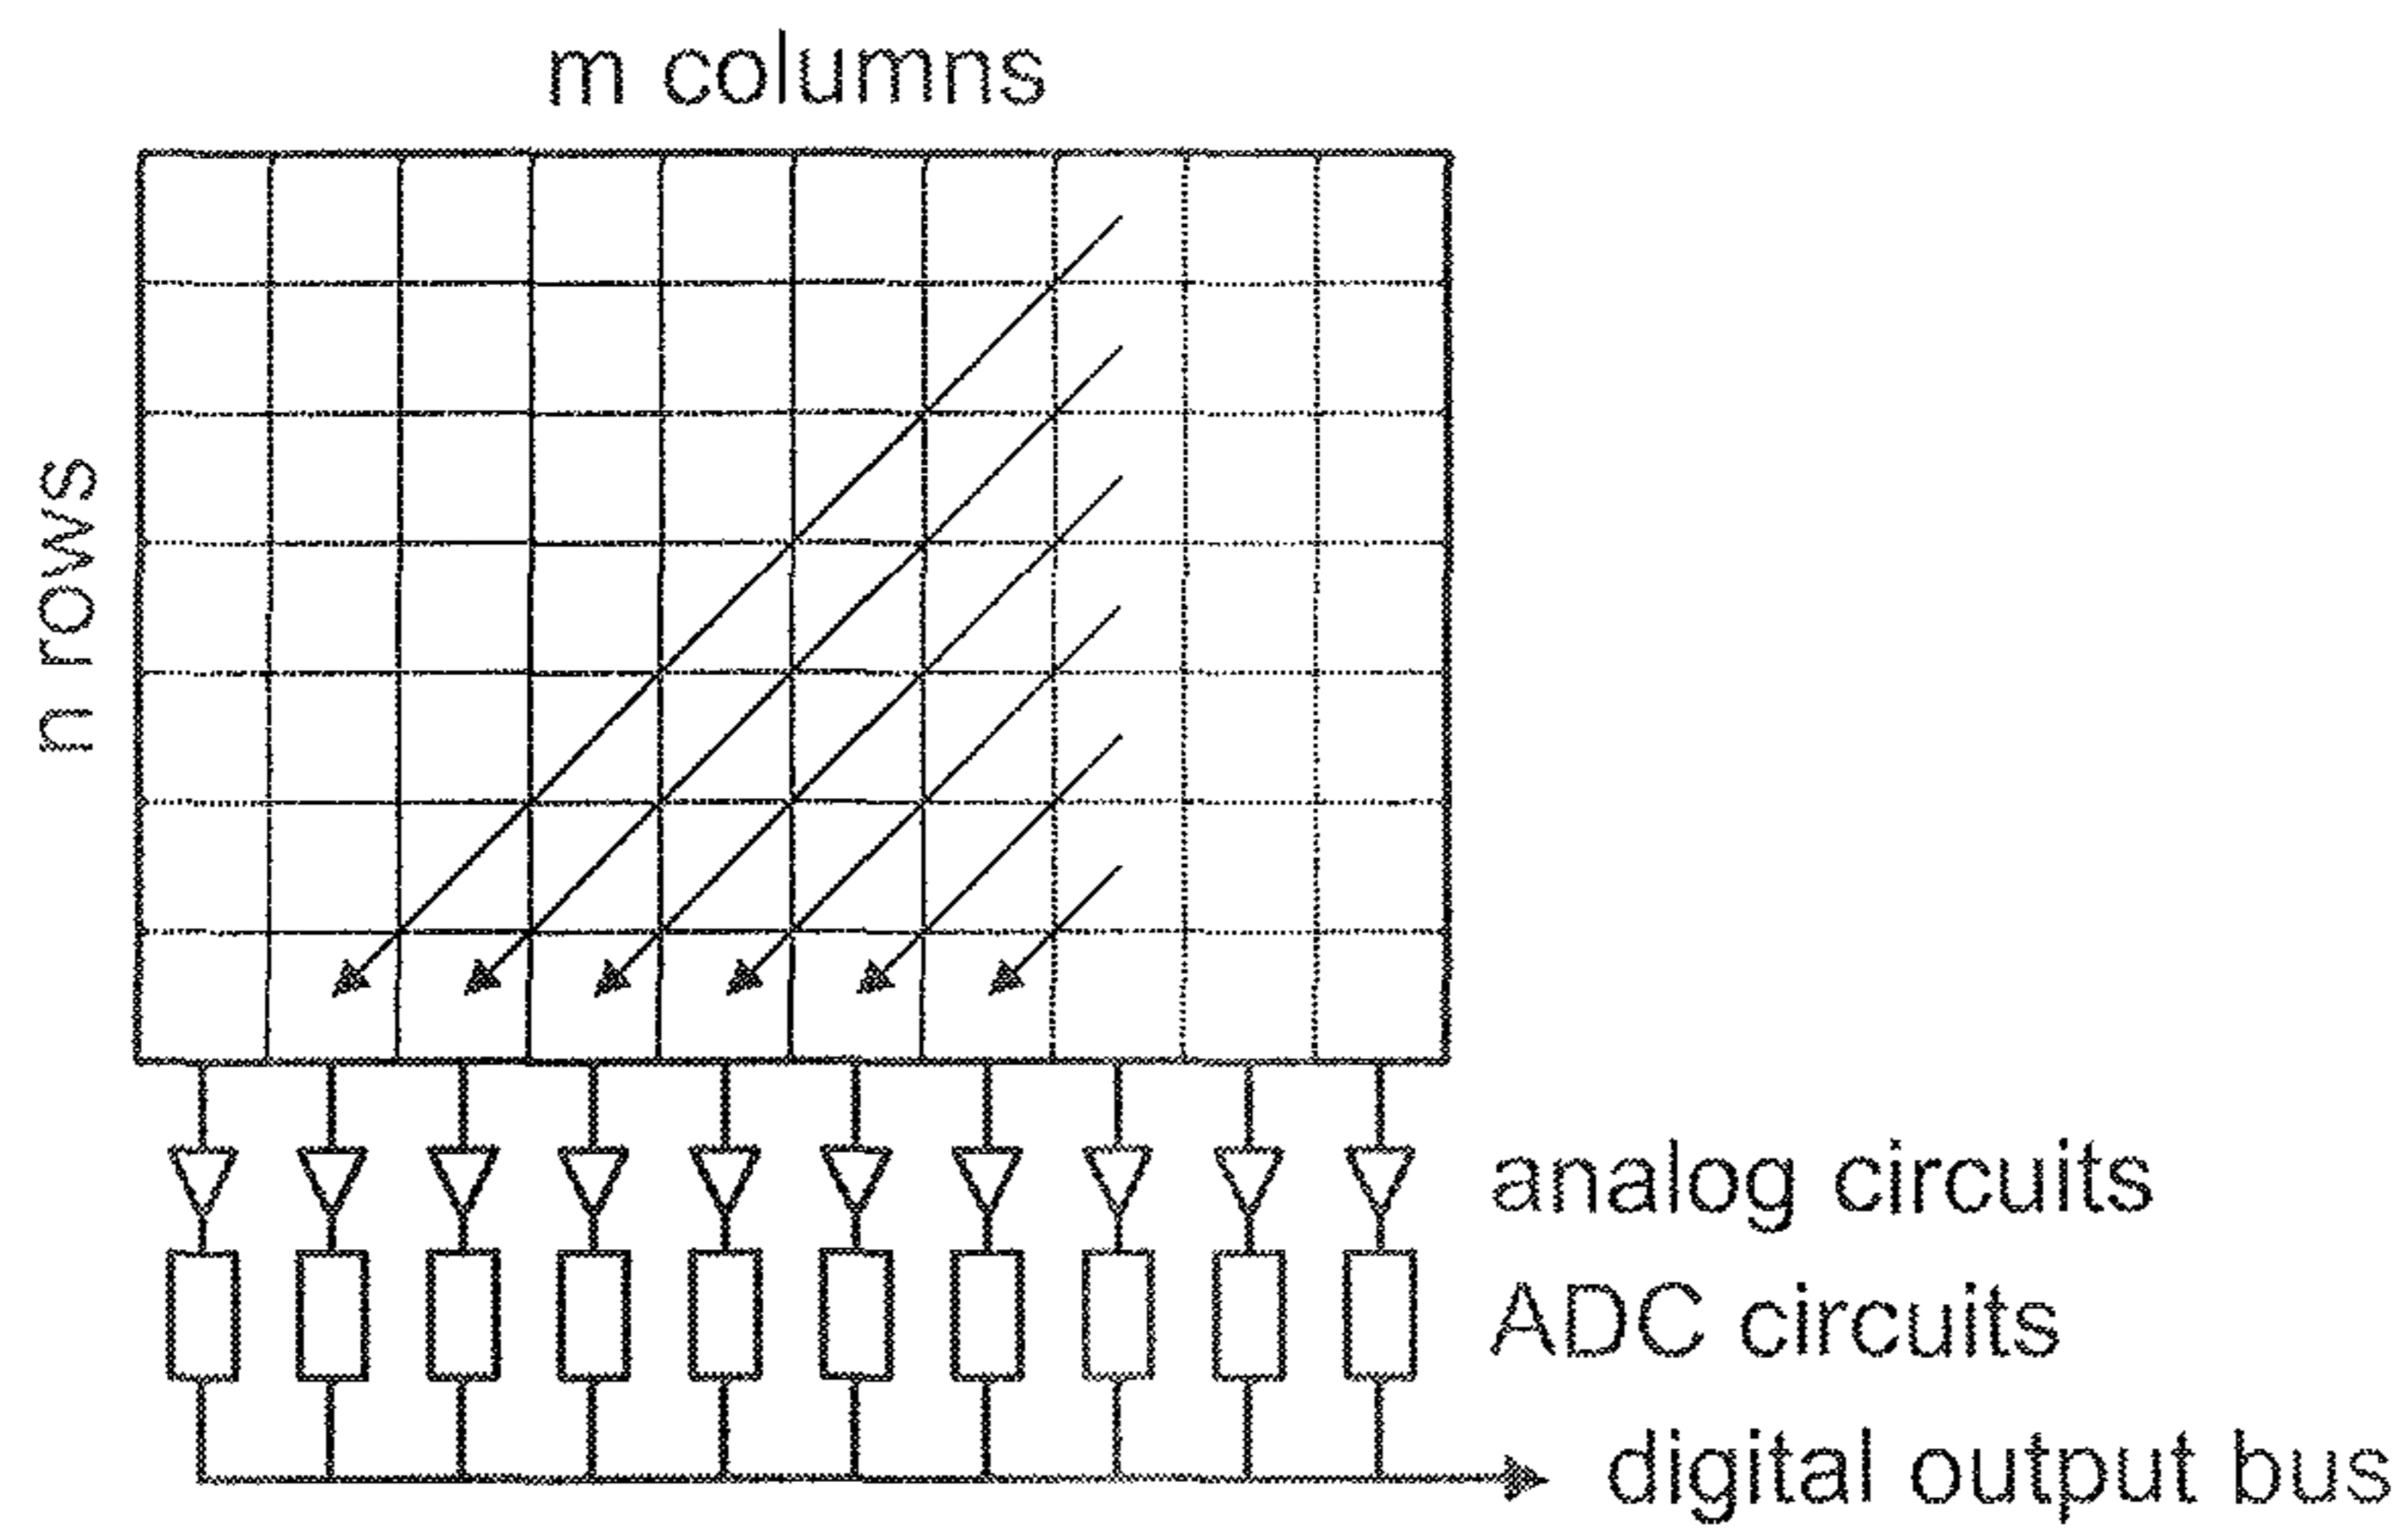 m columns
n rows
analog circuits
ADC circuits
digital output bus